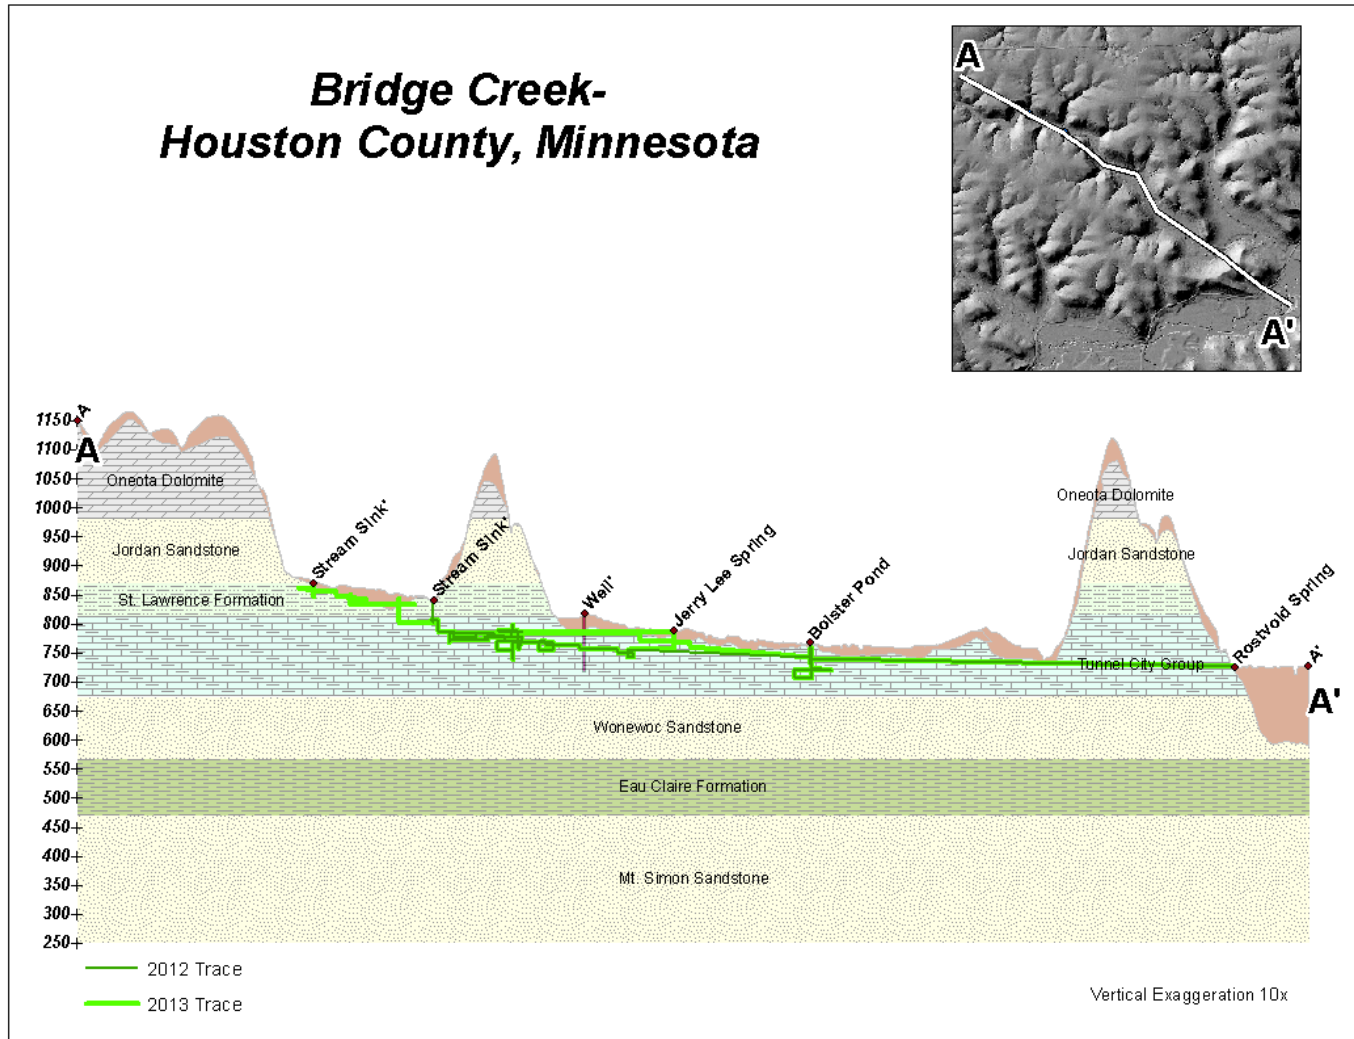 Bridge Creek-
Houston County, Minnesota
A
A'
1150
1100
1050
1000
950
900
850
800
750
700
650
600
550
500
450
400
350
300
250
A
A
Oneota Dolomite
Jordan Sandstone
St. Lawrence Formation
Stream Sink'
Stream Sink'
Well'
Jerry Lee Spring
Bolster Pond
Oneota Dolomite
Jordan Sandstone
Tunnel City Group
Rostvold Spring
A'
A'
Wonewoc Sandstone
Eau Claire Formation
Mt. Simon Sandstone
2012 Trace
2013 Trace
Vertical Exaggeration 10x